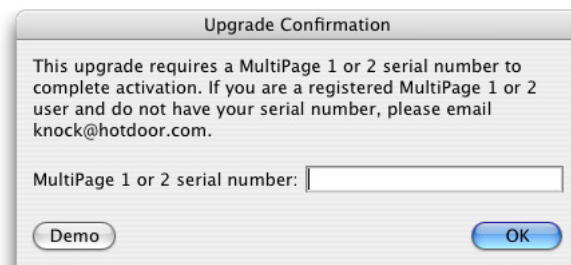 Upgrade Confirmation
This upgrade requires a MultiPage 1 or 2 serial number to
complete activation. If you are a registered MultiPage 1 or 2
user and do not have your serial number, please email
knock@hotdoor.com.
MultiPage 1 or 2 serial number:
Demo
OK